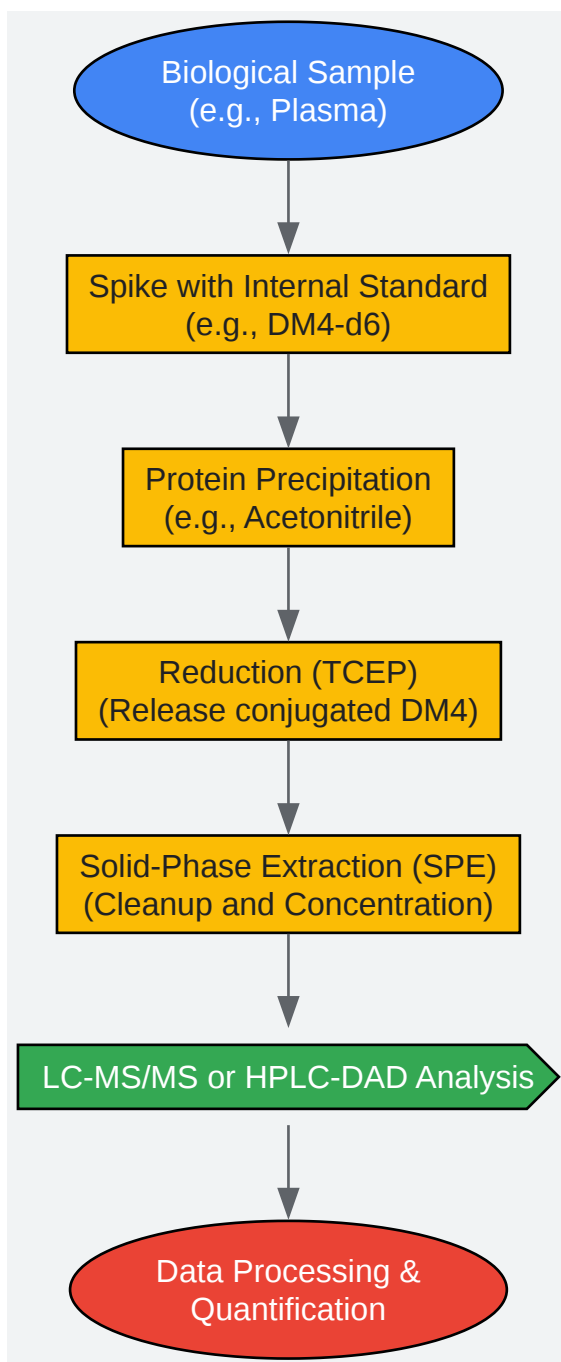 Biological Sample
(e.g., Plasma)
Spike with Internal Standard
(e.g., DM4-d6)
Protein Precipitation
(e.g., Acetonitrile)
Reduction (TCEP)
(Release conjugated DM4)
Solid-Phase Extraction (SPE)
(Cleanup and Concentration)
LC-MS/MS or HPLC-DAD Analysis
Data Processing &
Quantification